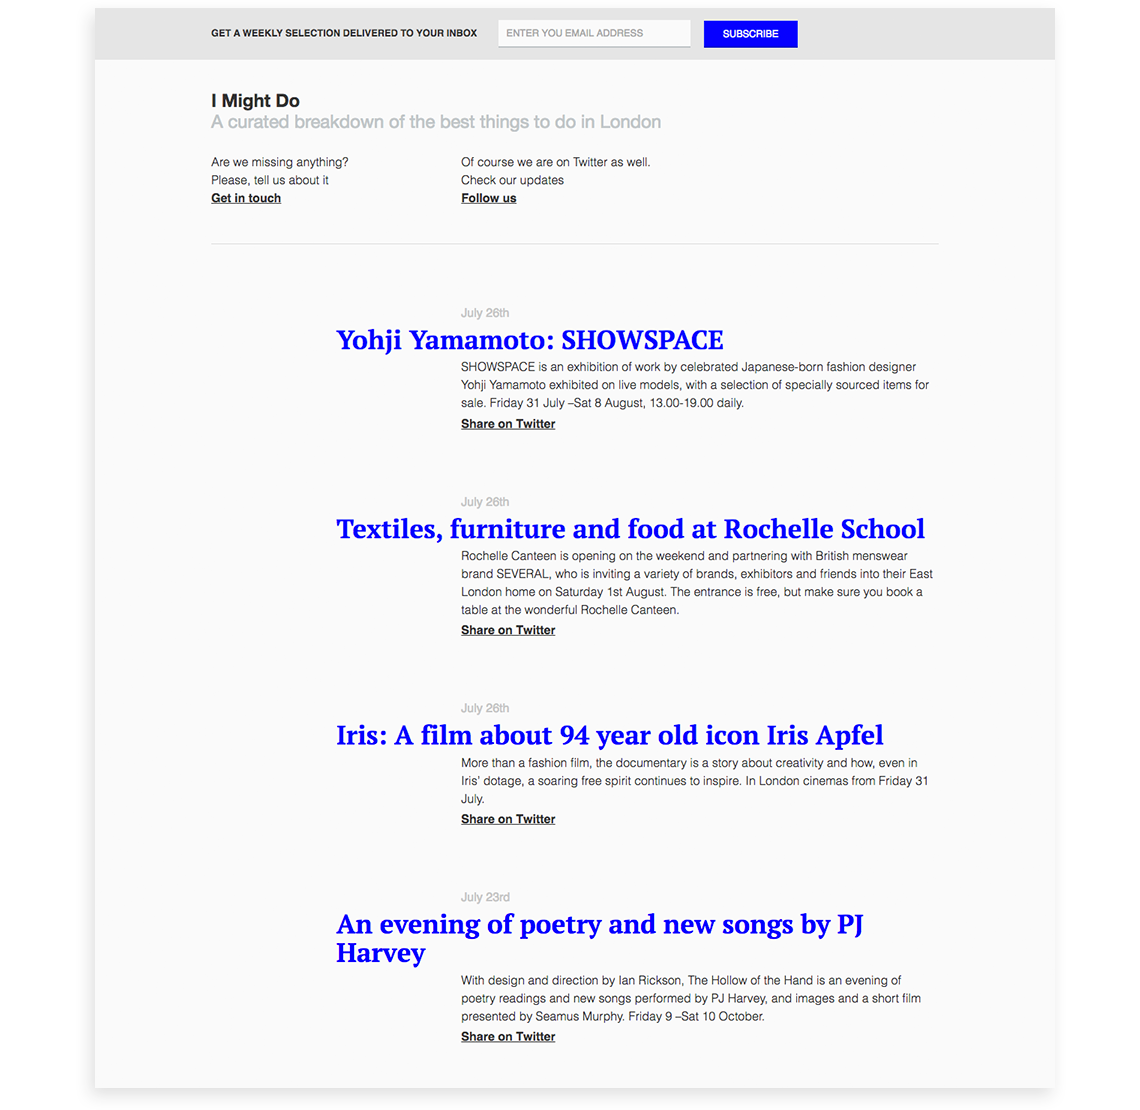 GET A WEEKLY SELECTION DELIVERED TO YOUR INBOX
ENTER YOU EMAIL ADDRESS
SUBSCRIBE
I Might Do
A curated breakdown of the best things to do in London
Are we missing anything?
Please, tell us about it
Get in touch
Of course we are on Twitter as well.
Check our updates
Follow us
July 26th
Yohji Yamamoto: SHOWSPACE
SHOWSPACE is an exhibition of work by celebrated Japanese-born fashion designer
Yohji Yamamoto exhibited on live models, with a selection of specially sourced items for
sale. Friday 31 July –Sat 8 August, 13.00-19.00 daily.
Share on Twitter
July 26th
Textiles, furniture and food at Rochelle School
Rochelle Canteen is opening on the weekend and partnering with British menswear
brand SEVERAL, who is inviting a variety of brands, exhibitors and friends into their East
London home on Saturday 1st August. The entrance is free, but make sure you book a
table at the wonderful Rochelle Canteen.
Share on Twitter
July 26th
Iris: A film about 94 year old icon Iris Apfel
More than a fashion film, the documentary is a story about creativity and how, even in
Iris' dotage, a soaring free spirit continues to inspire. In London cinemas from Friday 31
July.
Share on Twitter
July 23rd
An evening of poetry and new songs by PJ
Harvey
With design and direction by Ian Rickson, The Hollow of the Hand is an evening of
poetry readings and new songs performed by PJ Harvey, and images and a short film
presented by Seamus Murphy. Friday 9 –Sat 10 October.
Share on Twitter